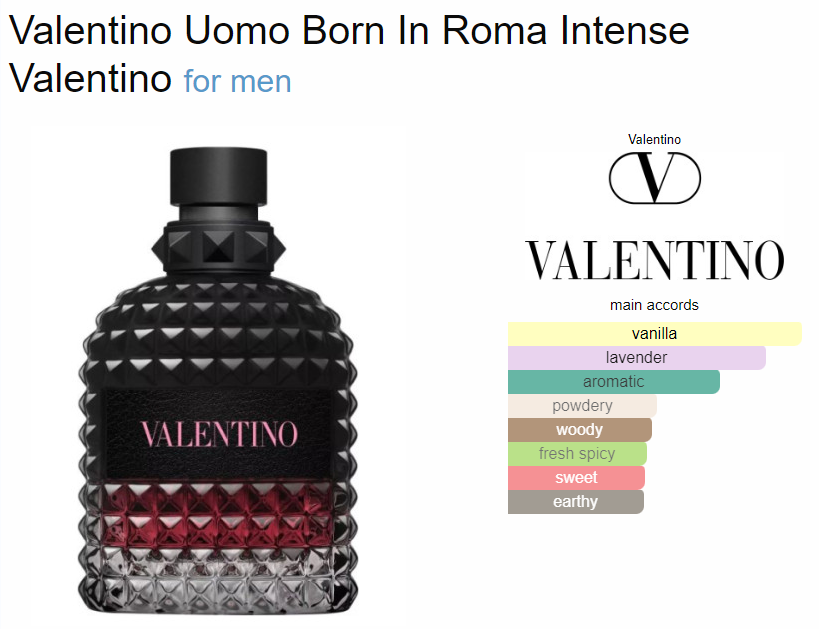 Valentino Uomo Born In Roma Intense
Valentino for men
Valentino
V
VALENTINO
main accords
vanilla
lavender
aromatic
powdery
woody
fresh spicy
sweet
earthy
VALENTINO